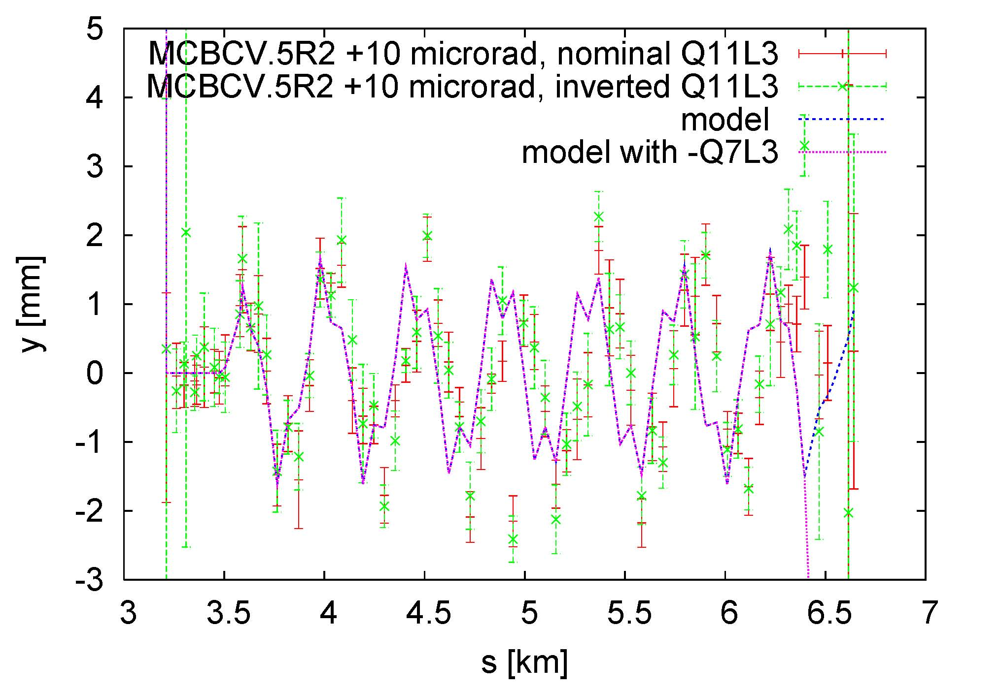 5
MCBCV.5R2 +10 microrad, nominal Q11L3
MCBCV.5R2 +10 microrad, inverted Q11L3
4
model
model with -Q7L3
3
2
1
0
-1
-2
-3
y [mm]
3 3.5 4 4.5 5 5.5 6 6.5 7
s [km]